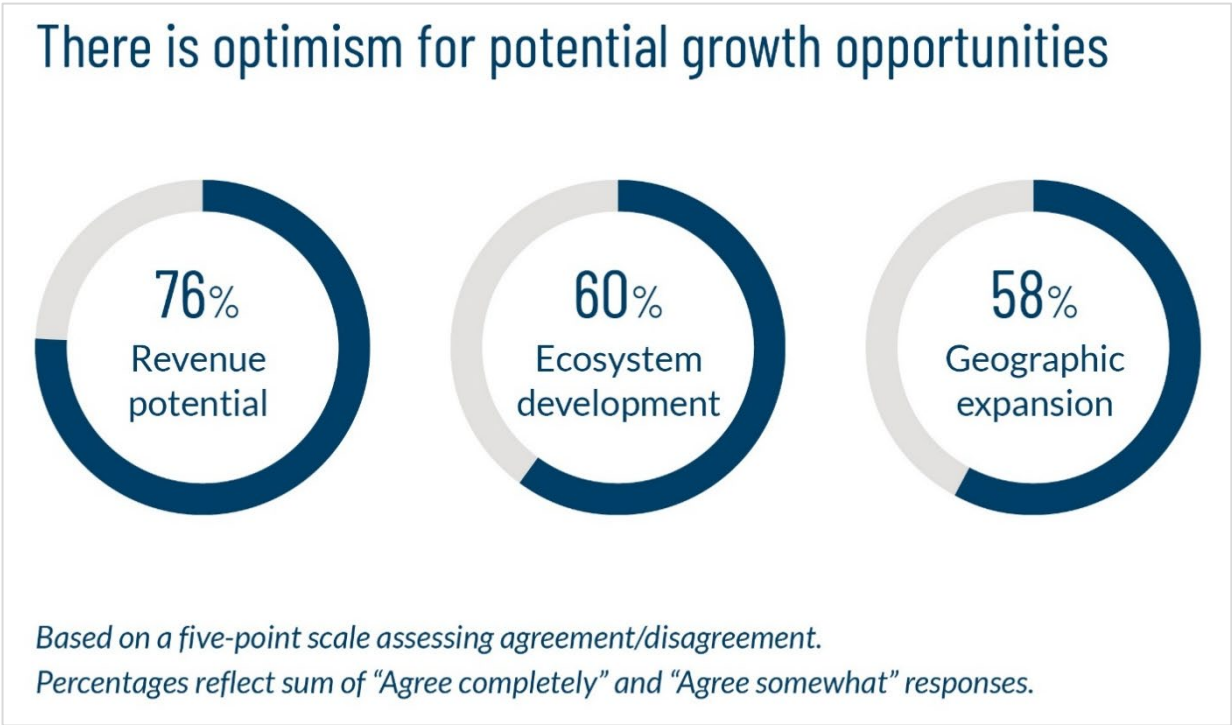 There is optimism for potential growth opportunities
76%
Revenue
potential
60%
Ecosystem
development
58%
Geographic
expansion
Based on a five-point scale assessing agreement/disagreement.
Percentages reflect sum of “Agree completely” and “Agree somewhat” responses.